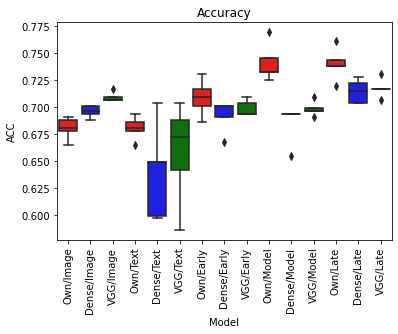 Accuracy
0.775
0.750
0.725
0.700
0.675
0.650
0.625
0.600
ACC
Own/Image
Dense/Image
VGG/Image
Own/Text
Dense/Text
VGG/Text
Own/Early
Dense/Early
VGG/Early
Own/Model
Dense/Model
VGG/Model
Own/Late
Dense/Late
VGG/Late
Model